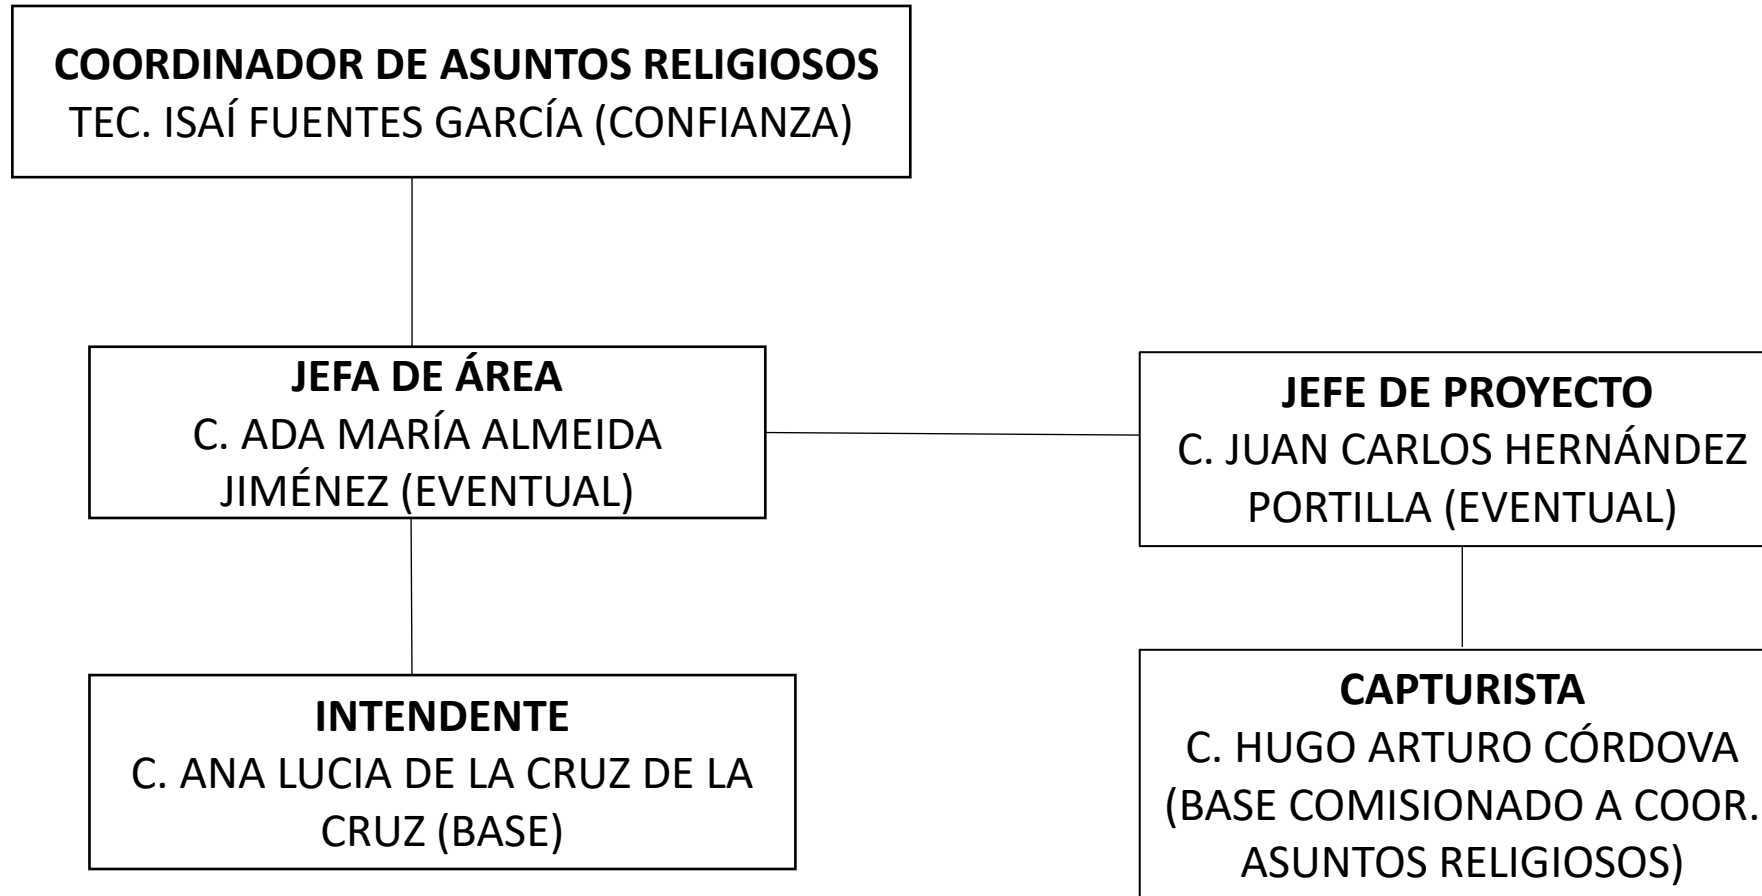 COORDINADOR DE ASUNTOS RELIGIOSOS
TEC. ISAÍ FUENTES GARCÍA (CONFIANZA)
JEFA DE ÁREA
C. ADA MARÍA ALMEIDA
JIMÉNEZ (EVENTUAL)
JEFE DE PROYECTO
C. JUAN CARLOS HERNÁNDEZ
PORTILLA (EVENTUAL)
INTENDENTE
C. ANA LUCIA DE LA CRUZ DE LA
CRUZ (BASE)
CAPTURISTA
C. HUGO ARTURO CÓRDOVA
(BASE COMISIONADO A COOR.
ASUNTOS RELIGIOSOS)